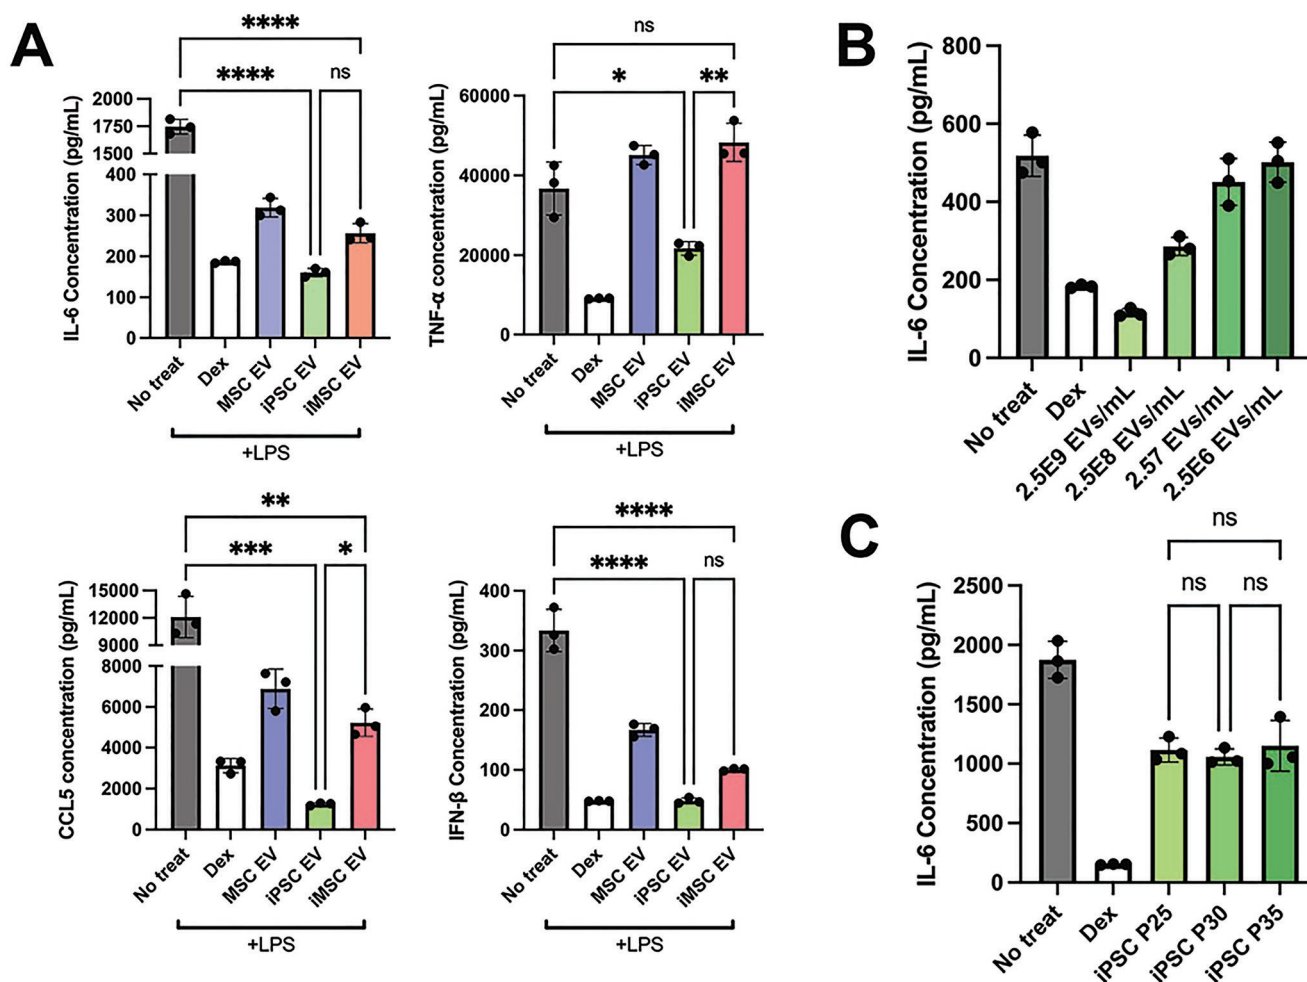 A
****
****
ns
IL-6 Concentration (pg/mL)
2000
1750
1500
400
300
200
100
0
No treat
Dex
MSC EV
iPSC EV
iMSC EV
+LPS
ns
*
**
TNF-α concentration (pg/mL)
60000
40000
20000
0
No treat
Dex
MSC EV
iPSC EV
iMSC EV
+LPS
B
IL-6 Concentration (pg/mL)
800
600
400
200
0
No treat
Dex
2.5E9 EVs/mL
2.5E8 EVs/mL
2.57 EVs/mL
2.5E6 EVs/mL
**
***
*
CCL5 concentration (pg/mL)
15000
12000
9000
8000
6000
4000
2000
0
No treat
Dex
MSC EV
iPSC EV
iMSC EV
+LPS
****
****
ns
IFN-β Concentration (pg/mL)
400
300
200
100
0
No treat
Dex
MSC EV
iPSC EV
iMSC EV
+LPS
C
ns
ns
ns
IL-6 Concentration (pg/mL)
2500
2000
1500
1000
500
0
No treat
Dex
iPSC P25
iPSC P30
iPSC P35